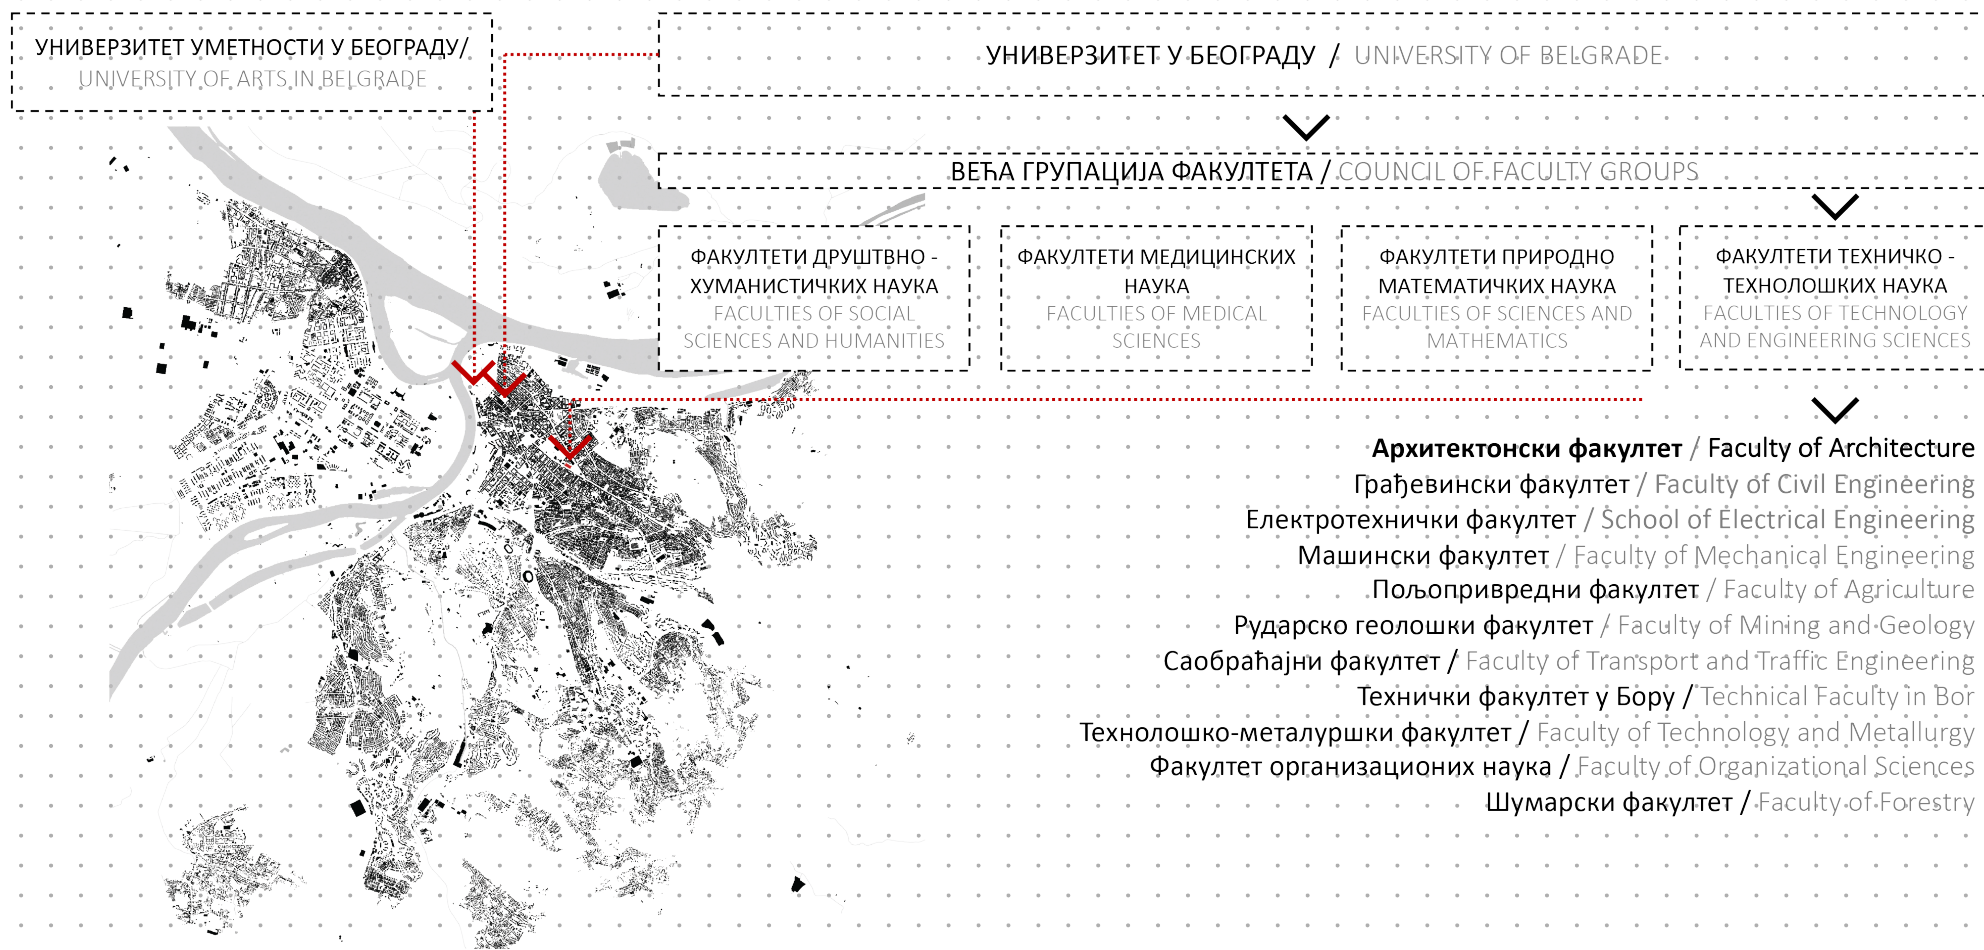 УНИВЕРЗИТЕТ УМЕТНОСТИ У БЕОГРАДУ/
UNIVERSITY OF ARTS IN BELGRADE
УНИВЕРЗИТЕТ У БЕОГРАДУ / UNIVERSITY OF BELGRADE
ВЕЋА ГРУПАЦИЈА ФАКУЛТЕТА / COUNCIL OF FACULTY GROUPS
ФАКУЛТЕТИ ДРУШТВНО -
ХУМАНИСТИЧКИХ НАУКА
FACULTIES OF SOCIAL
SCIENCES AND HUMANITIES
ФАКУЛТЕТИ МЕДИЦИНСКИХ
НАУКА
FACULTIES OF MEDICAL
SCIENCES
ФАКУЛТЕТИ ПРИРОДНО
МАТЕМАТИЧКИХ НАУКА
FACULTIES OF SCIENCES AND
MATHEMATICS
ФАКУЛТЕТИ ТЕХНИЧКО -
ТЕХНОЛОШКИХ НАУКА
FACULTIES OF TECHNOLOGY
AND ENGINEERING SCIENCES
Архитектонски факултет / Faculty of Architecture
Грађевински факултет / Faculty of Civil Engineering
Електротехнички факултет / School of Electrical Engineering
Машински факултет / Faculty of Mechanical Engineering
Пољопривредни факултет / Faculty of Agriculture
Рударско геолошки факултет / Faculty of Mining and Geology
Саобраћајни факултет / Faculty of Transport and Traffic Engineering
Технички факултет у Бору / Technical Faculty in Bor
Технолошко-металуршки факултет / Faculty of Technology and Metallurgy
Факултет организационих наука / Faculty of Organizational Sciences
Шумарски факултет / Faculty of Forestry